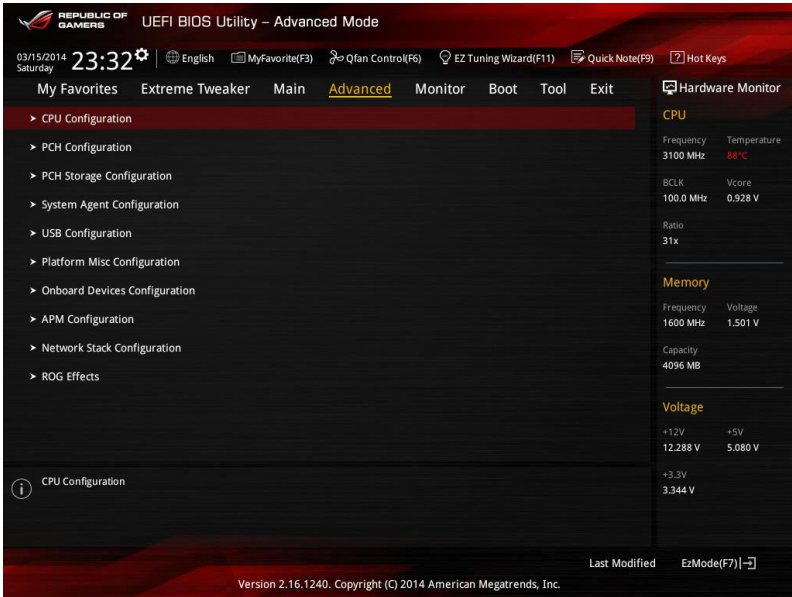 REPUBLIC OF
GAMERS
UEFI BIOS Utility – Advanced Mode
03/15/2014
Saturday
23:32
English
MyFavorite(F3)
Qfan Control(F6)
EZ Tuning Wizard(F11)
Quick Note(F9)
? Hot Keys
My Favorites
Extreme Tweaker
Main
Advanced
Monitor
Boot
Tool
Exit
> CPU Configuration
> PCH Configuration
> PCH Storage Configuration
> System Agent Configuration
> USB Configuration
> Platform Misc Configuration
> Onboard Devices Configuration
> APM Configuration
> Network Stack Configuration
> ROG Effects
i CPU Configuration
Hardware Monitor
CPU
Frequency Temperature
3100 MHz 88°C
BCLK Vcore
100.0 MHz 0.928 V
Ratio
31x
Memory
Frequency Voltage
1600 MHz 1.501 V
Capacity
4096 MB
Voltage
+12V +5V
12.288 V 5.080 V
+3.3V
3.344 V
Last Modified
EzMode(F7)
Version 2.16.1240. Copyright (C) 2014 American Megatrends, Inc.